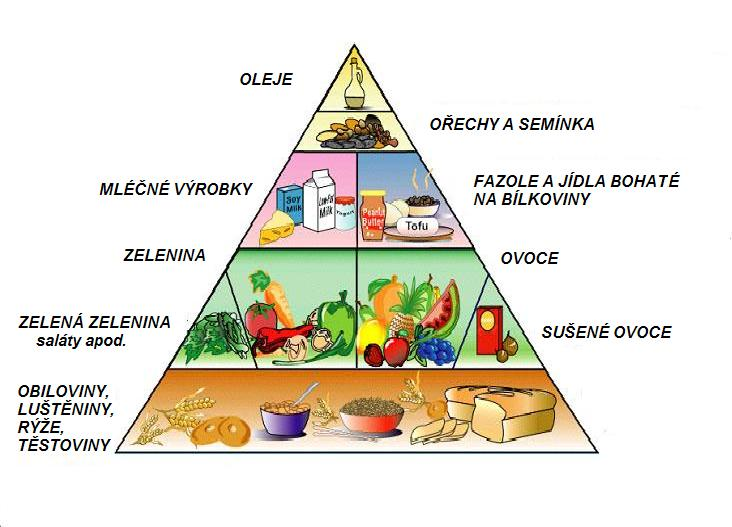 OLEJE
OŘECHY A SEMÍNKA
MLÉČNÉ VÝROBKY
FAZOLE A JÍDLA BOHATÉ
NA BÍLKOVINY
Soy
Milk
Lowfat
Milk
Yogurt
Peanut
Butter
Tofu
ZELENINA
OVOCE
ZELENÁ ZELENINA
saláty apod.
SUŠENÉ OVOCE
OBILOVINY,
LUŠTĚNINY,
RÝŽE,
TĚSTOVINY